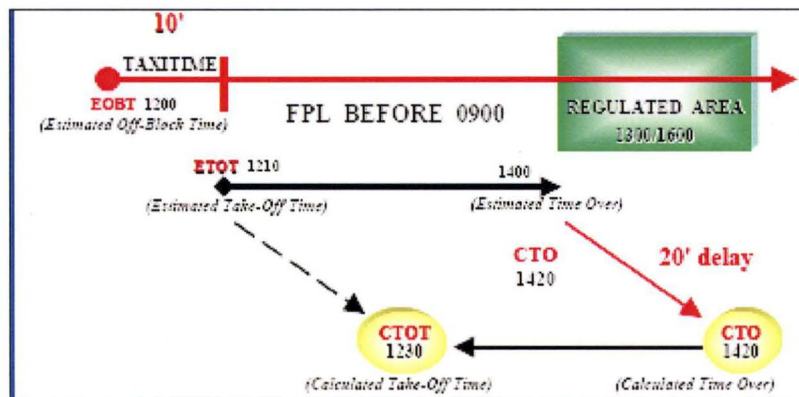 10'
TAXITIME
EOBT 1200
(Estimated Off-Block Time)
FPL BEFORE 0900
REGULATED AREA
1300/1600
ETOT 1210
1400
(Estimated Take-Off Time)
(Estimated Time Over)
CTO
1420
20' delay
CTOT
1230
CTO
1420
(Calculated Take-Off Time)
(Calculated Time Over)